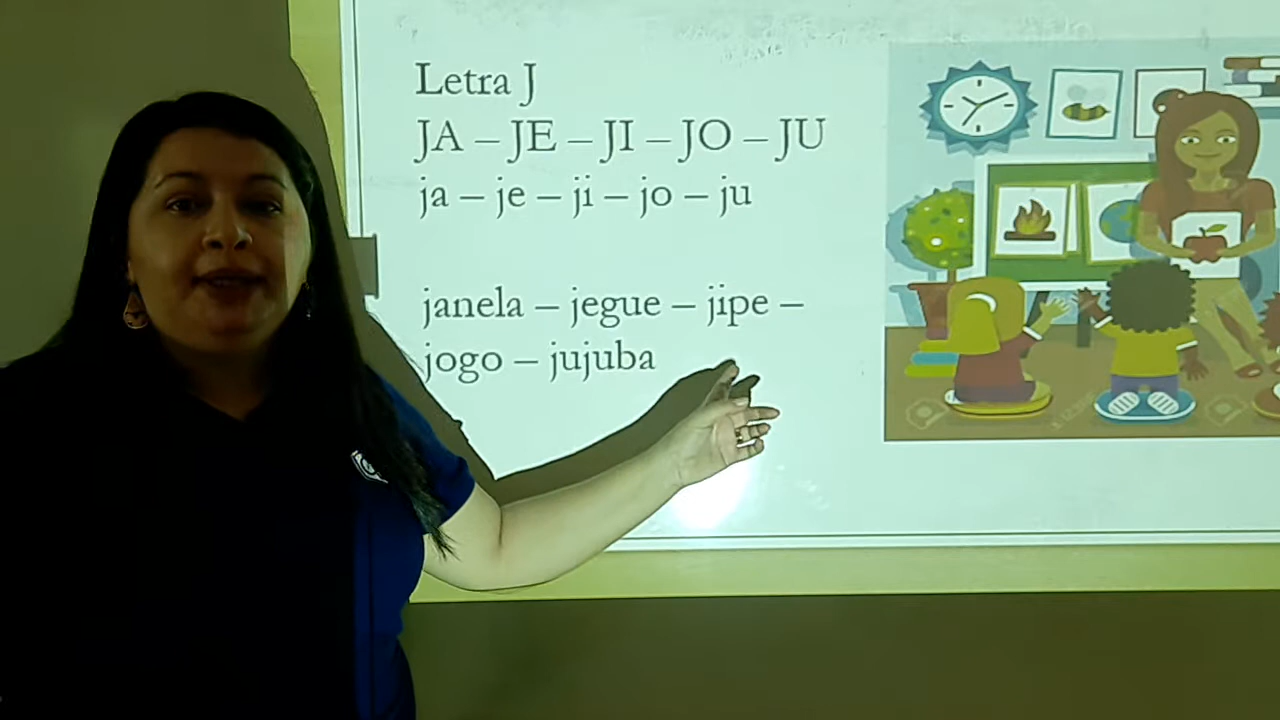 Letra J
JA – JE – JI – JO – JU
ja – je – ji – jo – ju
janela – jegue – jipe –
jogo – jujuba